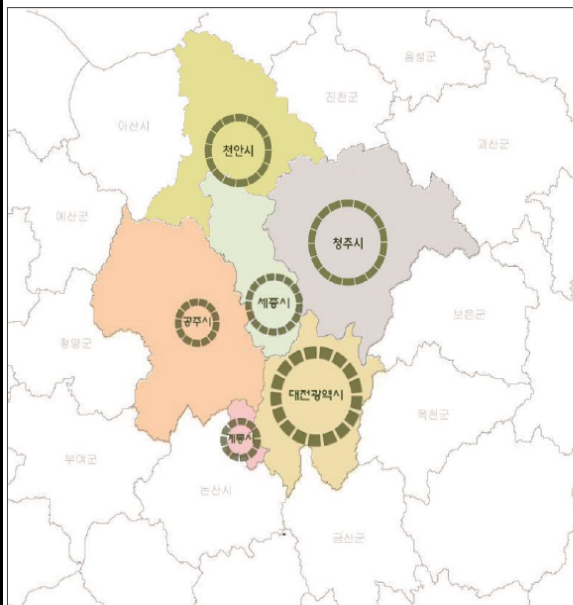 음성군
진천군
아산시
괴산군
천안시
예산군
청주시
세종시
보은군
공주시
청양군
대전광역시
옥천군
계룡시
부여군
논산시
금산군